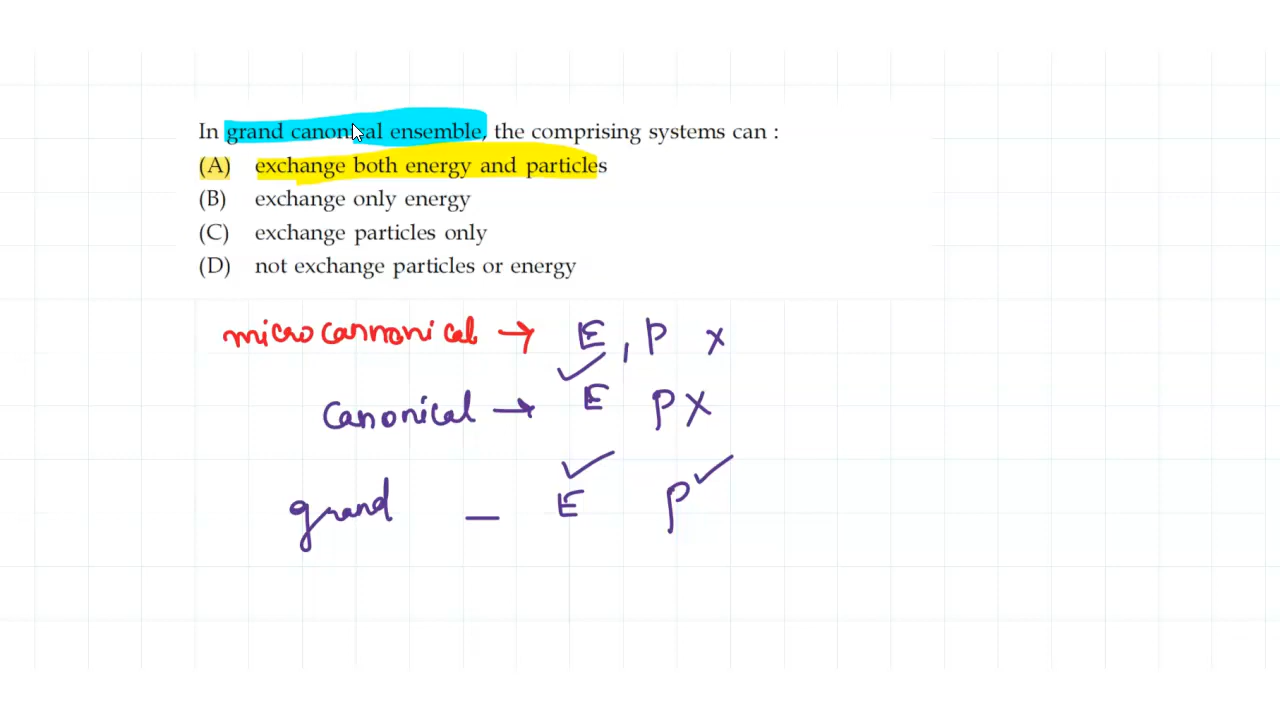 In grand canonical ensemble, the comprising systems can :
(A) exchange both energy and particles
(B) exchange only energy
(C) exchange particles only
(D) not exchange particles or energy
microcannonical → E, P x
canonical → ✓E P X
grand — E✓ P✓